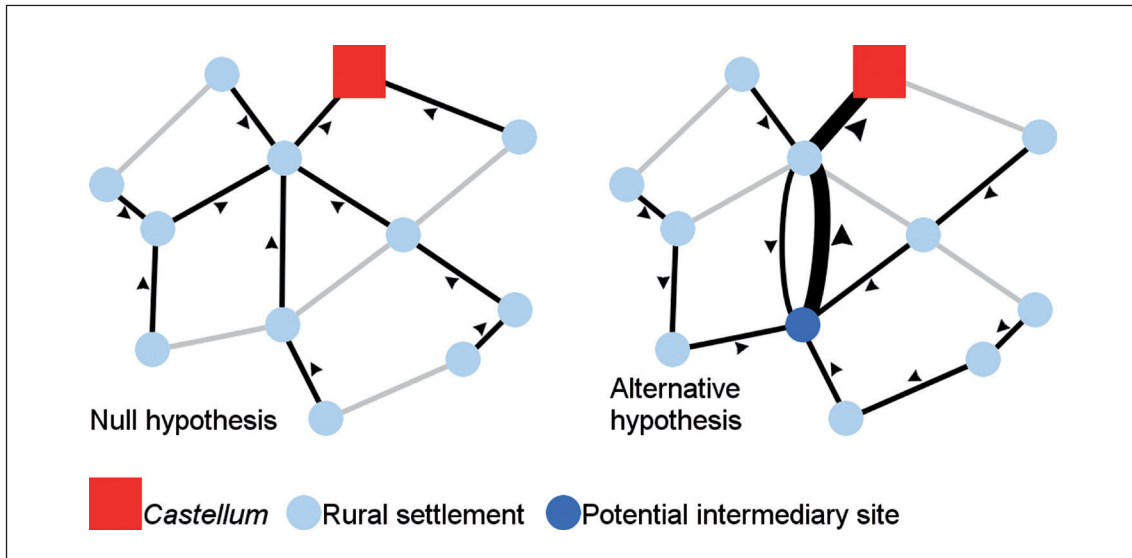 Null hypothesis
Alternative
hypothesis
Castellum
Rural settlement
Potential intermediary site